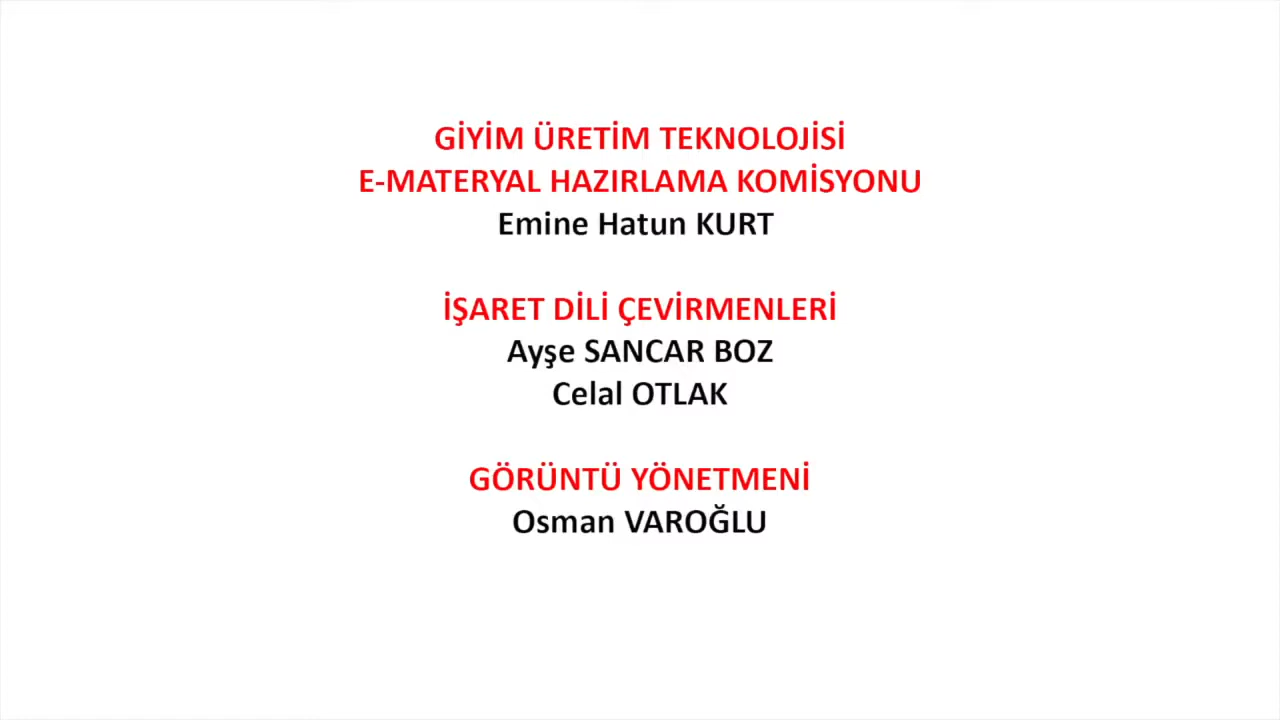 GİYİM ÜRETİM TEKNOLOJİSİ
E-MATERYAL HAZIRLAMA KOMİSYONU
Emine Hatun KURT
İŞARET DİLİ ÇEVİRMENLERİ
Ayşe SANCAR BOZ
Celal OTLAK
GÖRÜNTÜ YÖNETMENİ
Osman VAROĞLU